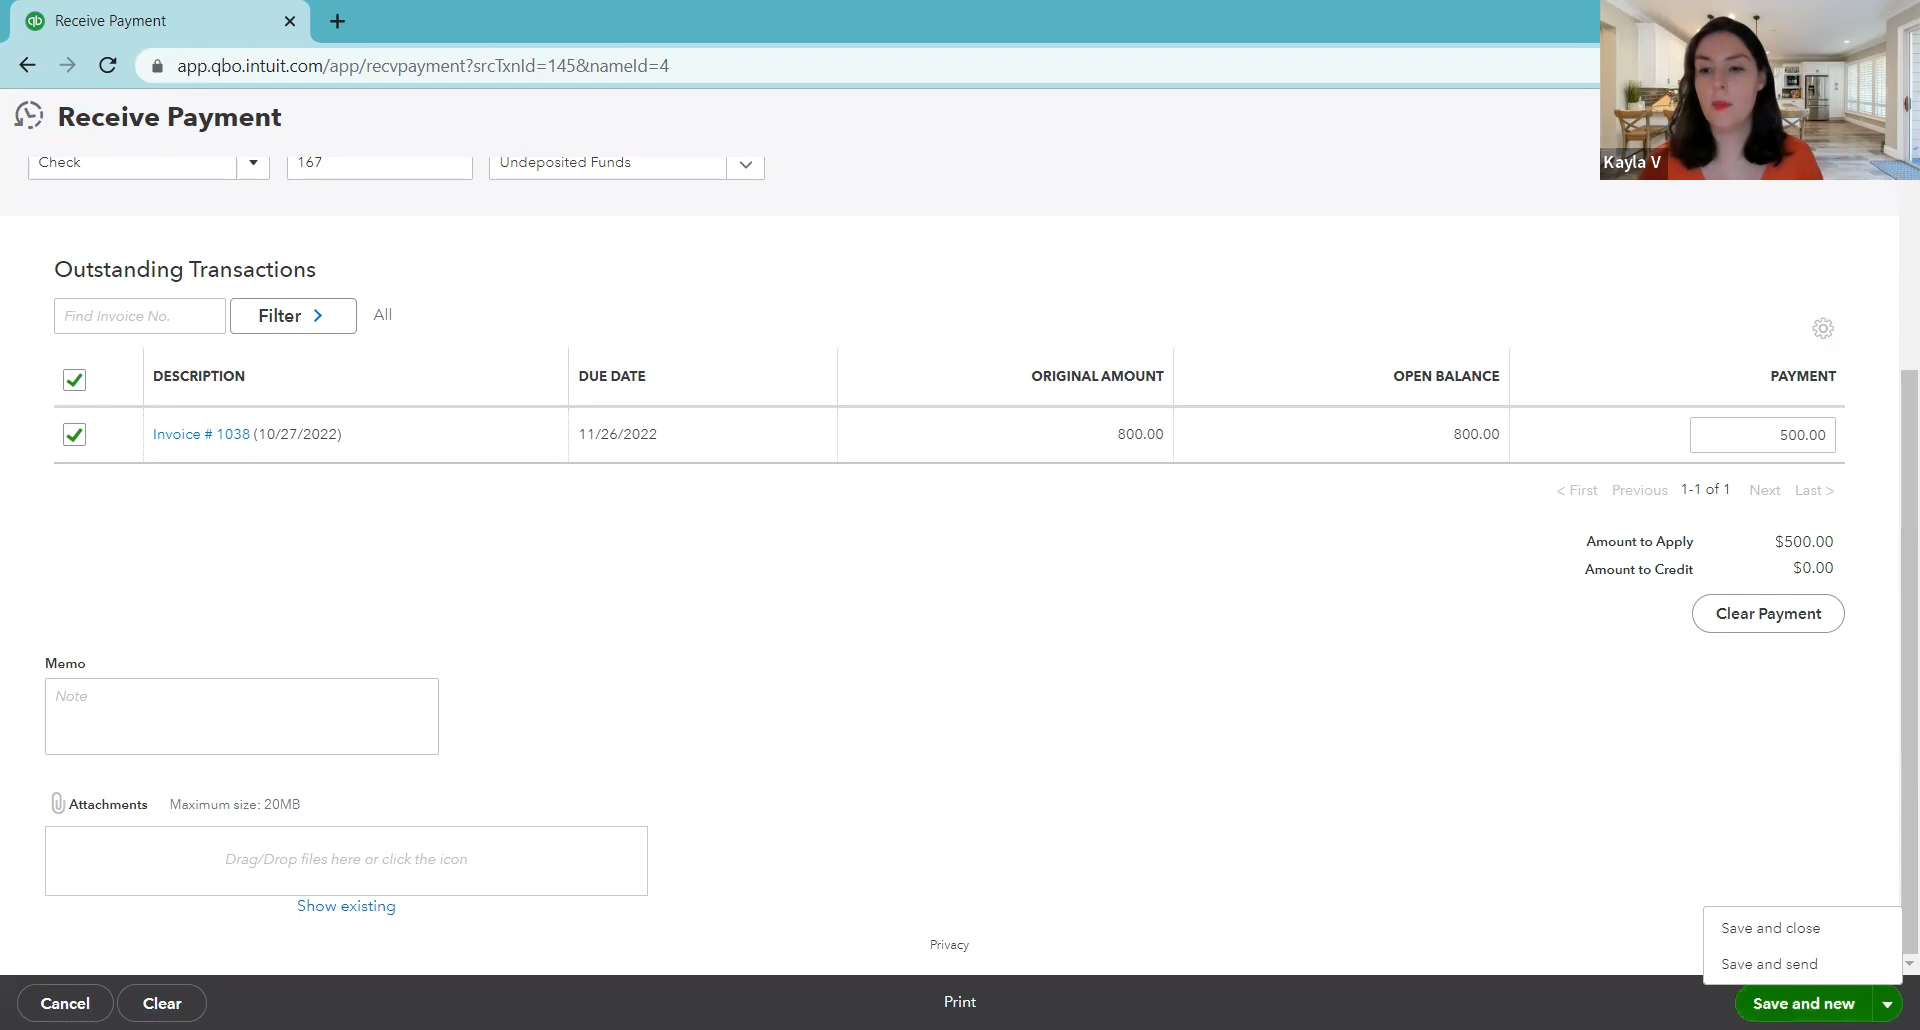 Receive Payment
app.qbo.intuit.com/app/recvpayment?srcTxnId=145&nameId=4
Receive Payment
Kayla V
Check 167 Undeposited Funds
Outstanding Transactions
Find Invoice No. Filter > All
DESCRIPTION DUE DATE ORIGINAL AMOUNT OPEN BALANCE PAYMENT
Invoice # 1038 (10/27/2022) 11/26/2022 800.00 800.00 500.00
< First Previous 1-1 of 1 Next Last >
Amount to Apply $500.00
Amount to Credit $0.00
Clear Payment
Memo
Note
Attachments Maximum size: 20MB
Drag/Drop files here or click the icon
Show existing
Privacy
Save and close
Save and send
Cancel Clear Print Save and new